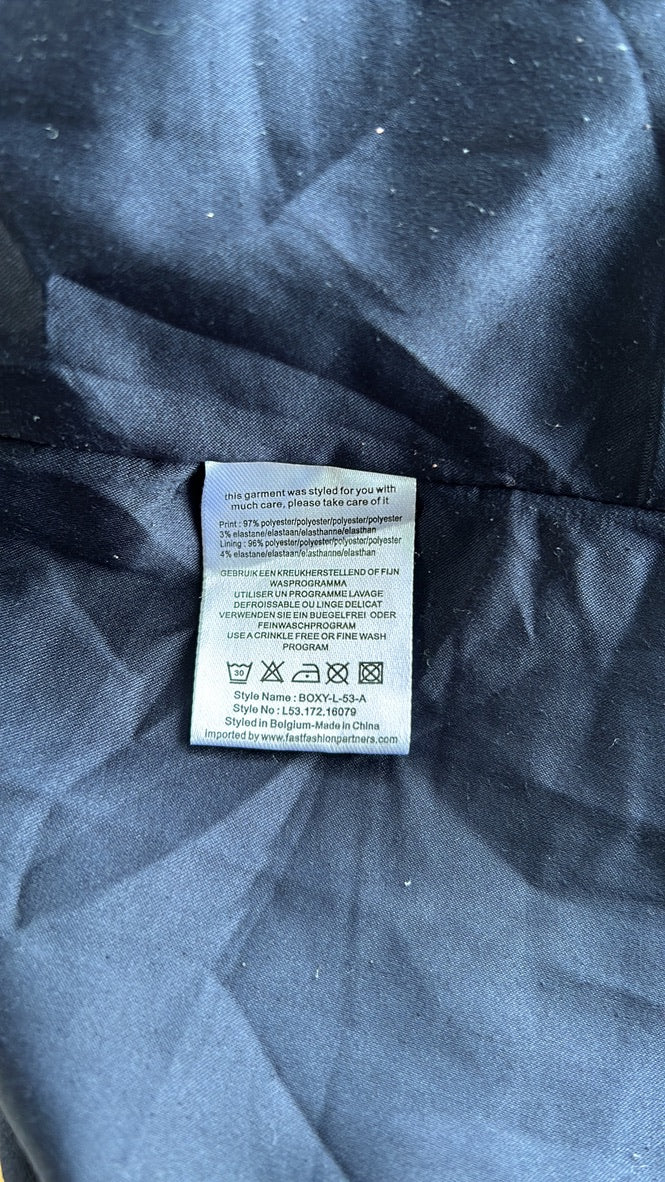 this garment was styled for you with
much care, please take care of it
Print : 97% polyester/polyester/polyester/polyester
3% elastane/elastaan/elasthanne/elasthan
Lining : 96% polyester/polyester/polyester/polyester
4% elastane/elastaan/elasthanne/elasthan
GEBRUIK EEN KREUKHERSTELLEND OF FIJN
WASPROGRAMMA
UTILISER UN PROGRAMME LAVAGE
DEFROISSABLE OU LINGE DELICAT
VERWENDEN SIE EIN BUEGELFREI ODER
FEINWASCHPROGRAM
USE A CRINKLE FREE OR FINE WASH
PROGRAM
30
Style Name : BOXY-L-53-A
Style No : L53.172.16079
Styled in Belgium-Made in China
imported by www.fastfashionpartners.com